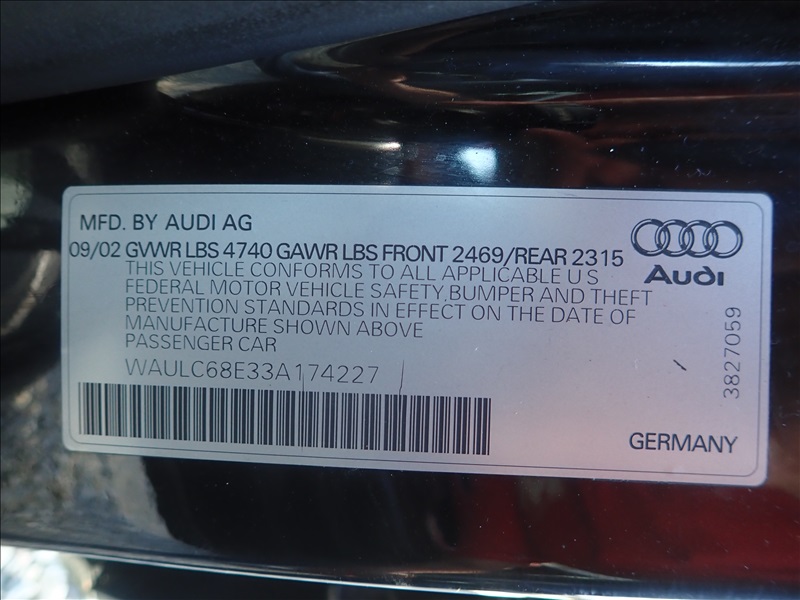 MFD. BY AUDI AG
09/02 GVWR LBS 4740 GAWR LBS FRONT 2469/REAR 2315
THIS VEHICLE CONFORMS TO ALL APPLICABLE U S
FEDERAL MOTOR VEHICLE SAFETY,BUMPER AND THEFT
PREVENTION STANDARDS IN EFFECT ON THE DATE OF
MANUFACTURE SHOWN ABOVE
PASSENGER CAR
WAULC68E33A174227
Audi
3827059
GERMANY